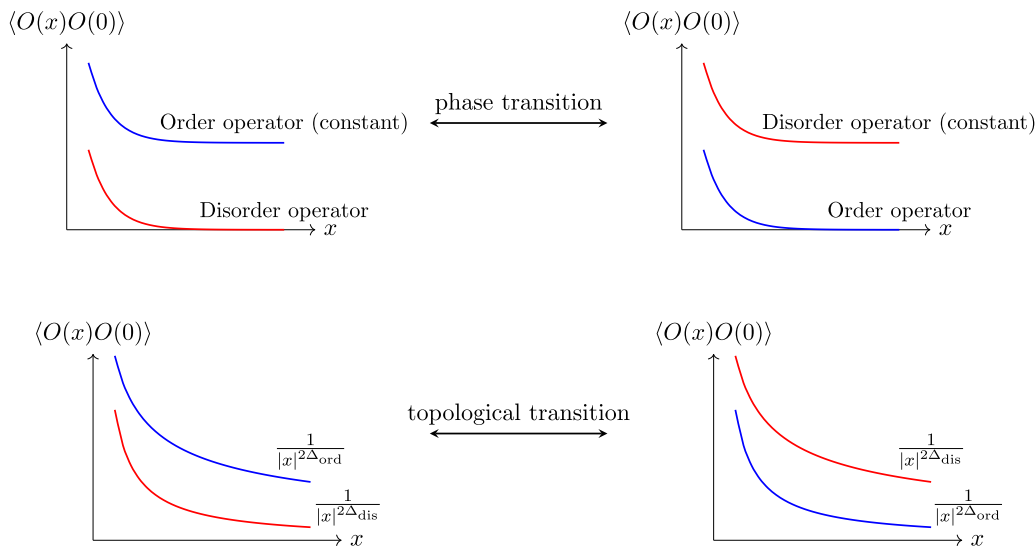 ⟨O(x)O(0)⟩ ⟨O(x)O(0)⟩
Order operator (constant) phase transition Disorder operator (constant)
Disorder operator Order operator
x x
⟨O(x)O(0)⟩ ⟨O(x)O(0)⟩
topological transition
1/|x|^{2Δ_ord} 1/|x|^{2Δ_dis}
1/|x|^{2Δ_dis} 1/|x|^{2Δ_ord}
x x